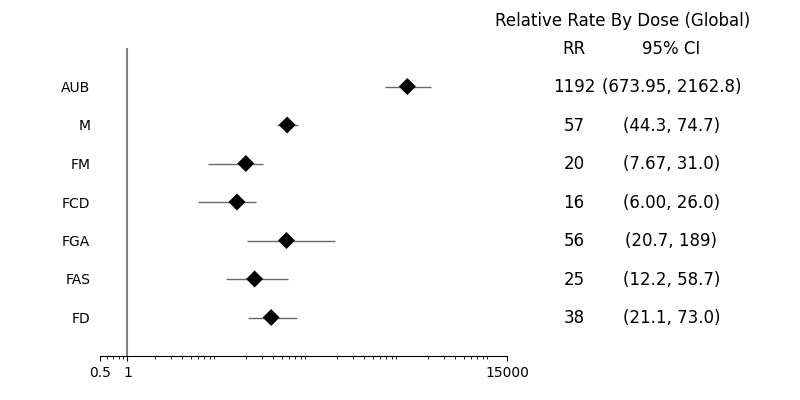 Relative Rate By Dose (Global)
RR 95% CI
AUB 1192 (673.95, 2162.8)
M 57 (44.3, 74.7)
FM 20 (7.67, 31.0)
FCD 16 (6.00, 26.0)
FGA 56 (20.7, 189)
FAS 25 (12.2, 58.7)
FD 38 (21.1, 73.0)
0.5 1 15000